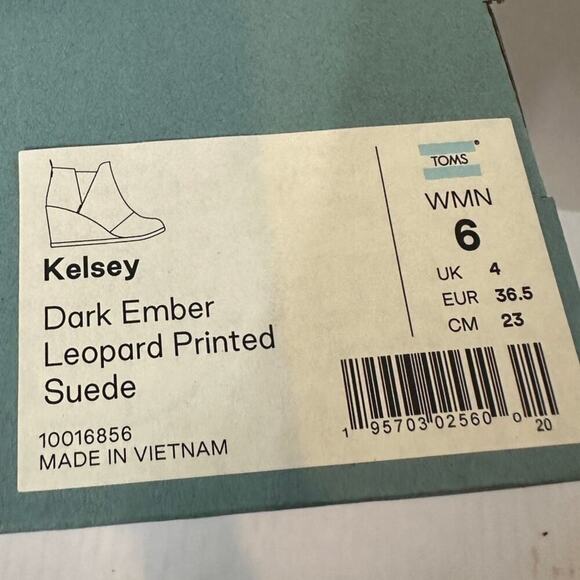 Kelsey
Dark Ember
Leopard Printed
Suede
10016856
MADE IN VIETNAM
TOMS®
WMN
6
UK 4
EUR 36.5
CM 23
1 95703 02560 0 20